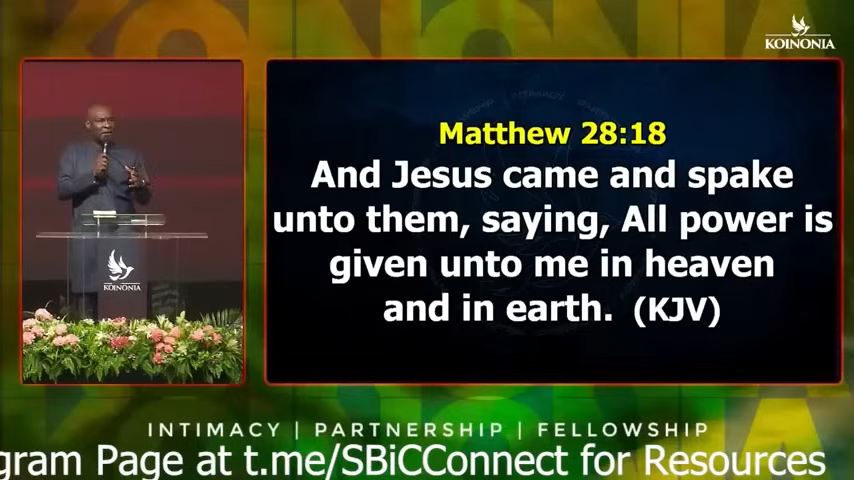 KOINONIA
Matthew 28:18
And Jesus came and spake
unto them, saying, All power is
given unto me in heaven
and in earth. (KJV)
KOINONIA
INTIMACY | PARTNERSHIP | FELLOWSHIP
gram Page at t.me/SBiCConnect for Resources